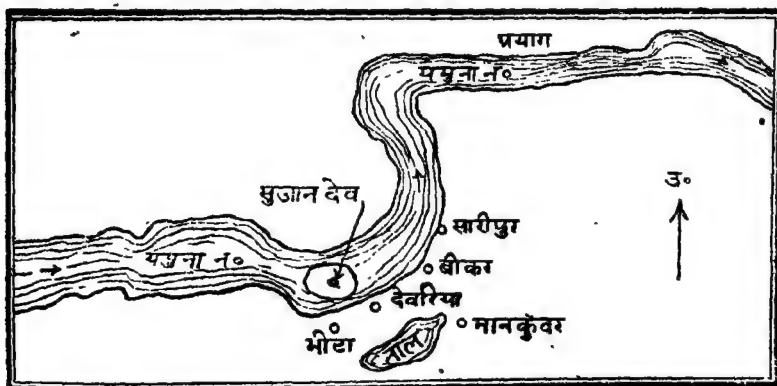 प्रयाग
यमुना न०
सुजान देव
उ०
सारीपुर
यमुना न०
बीकर
देवरिया
मानकुंवर
भीटा
ताल